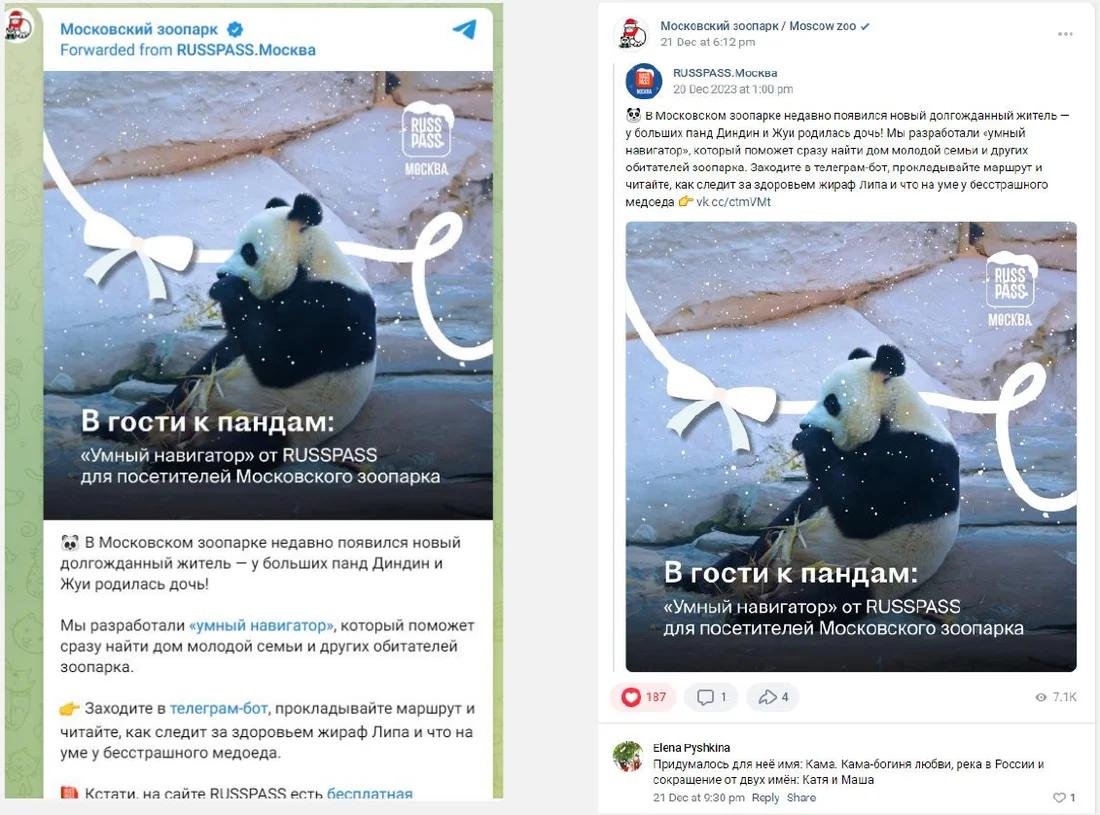 Московский зоопарк
Forwarded from RUSSPASS.Москва
RUSS
PASS
МОСКВА
В гости к пандам:
«Умный навигатор» от RUSSPASS
для посетителей Московского зоопарка
🐼 В Московском зоопарке недавно появился новый
долгожданный житель — у больших панд Диндин и
Жуи родилась дочь!
Мы разработали «умный навигатор», который поможет
сразу найти дом молодой семьи и других обитателей
зоопарка.
👉 Заходите в телеграм-бот, прокладывайте маршрут и
читайте, как следит за здоровьем жираф Липа и что на
уме у бесстрашного медоеда.
Кстати, на сайте RUSSPASS есть бесплатная
Московский зоопарк / Moscow zoo
21 Dec at 6:12 pm
RUSS
PASS
МОСКВА
RUSSPASS.Москва
20 Dec 2023 at 1:00 pm
🐼 В Московском зоопарке недавно появился новый долгожданный житель —
у больших панд Диндин и Жуи родилась дочь! Мы разработали «умный
навигатор», который поможет сразу найти дом молодой семьи и других
обитателей зоопарка. Заходите в телеграм-бот, прокладывайте маршрут и
читайте, как следит за здоровьем жираф Липа и что на уме у бесстрашного
медоеда 👉 vk.cc/ctmVMt
RUSS
PASS
МОСКВА
В гости к пандам:
«Умный навигатор» от RUSSPASS
для посетителей Московского зоопарка
187 1 4 7.1K
Elena Pyshkina
Придумалось для неё имя: Кама. Кама-богиня любви, река в России и
сокращение от двух имён: Катя и Маша
21 Dec at 9:30 pm Reply Share 1